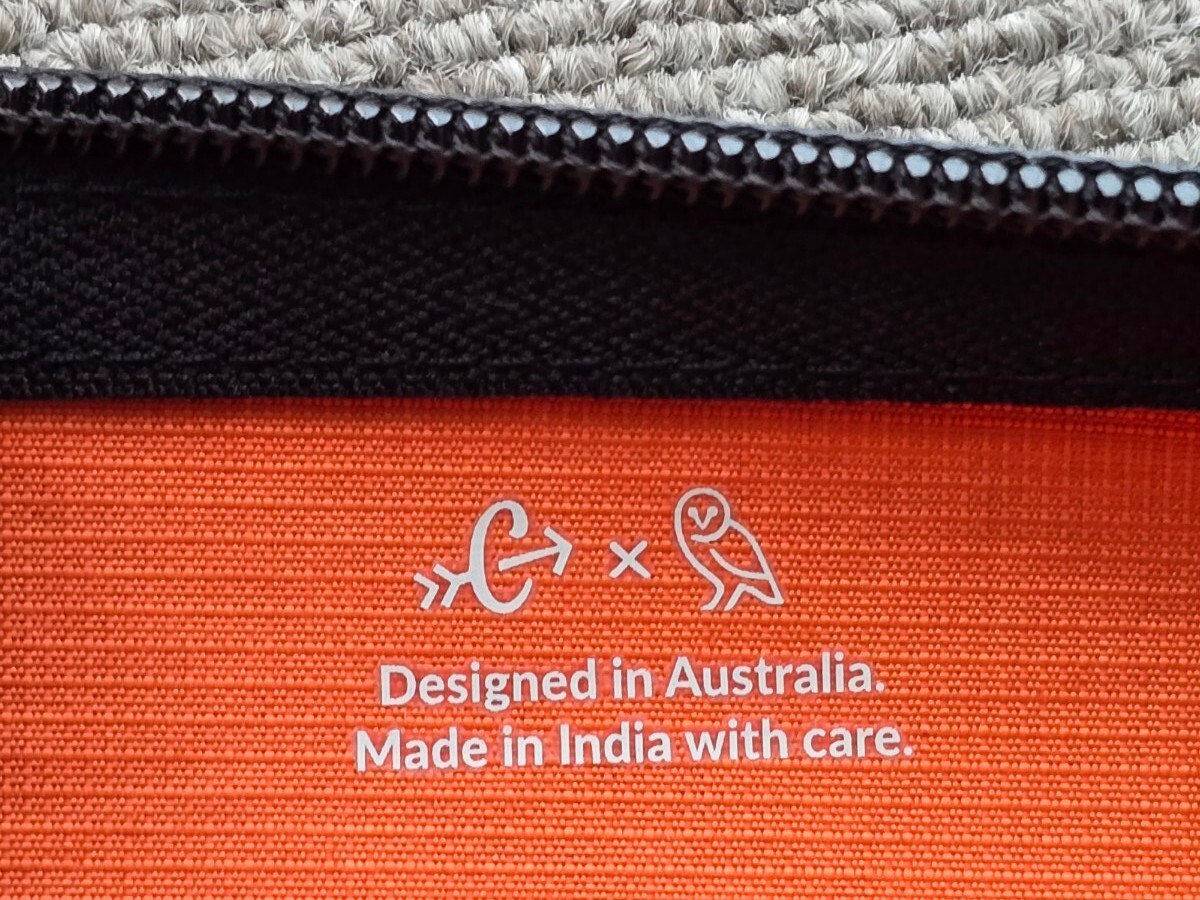 C x
Designed in Australia.
Made in India with care.